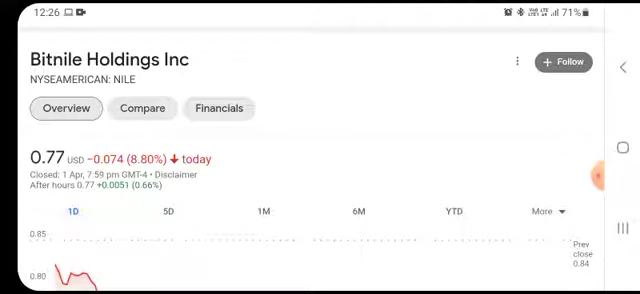 12:26 71%
Bitnile Holdings Inc
NYSEAMERICAN: NILE
+ Follow
Overview Compare Financials
0.77 USD −0.074 (8.80%) ↓ today
Closed: 1 Apr, 7:59 pm GMT-4 • Disclaimer
After hours 0.77 +0.0051 (0.66%)
1D 5D 1M 6M YTD More
0.85
Prev
close
0.84
0.80